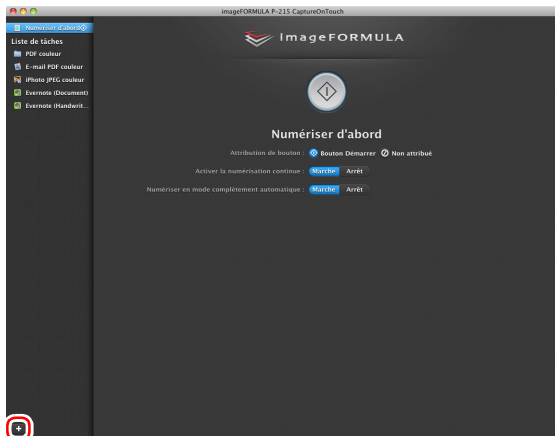 imageFORMULA P-215 CaptureOnTouch
Numériser d'abord
Liste de tâches
PDF couleur
E-mail PDF couleur
iPhoto JPEG couleur
Evernote (Document)
Evernote (Handwrit...
imageFORMULA
Numériser d'abord
Attribution de bouton : Bouton Démarrer Non attribué
Activer la numérisation continue : Marche Arrêt
Numériser en mode complètement automatique : Marche Arrêt